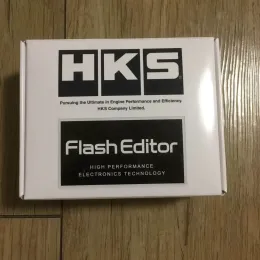 HKS
Pursuing the Ultimate in Engine Performance and Efficiency.
HKS Company Limited.
Flash Editor
HIGH PERFORMANCE
ELECTRONICS TECHNOLOGY